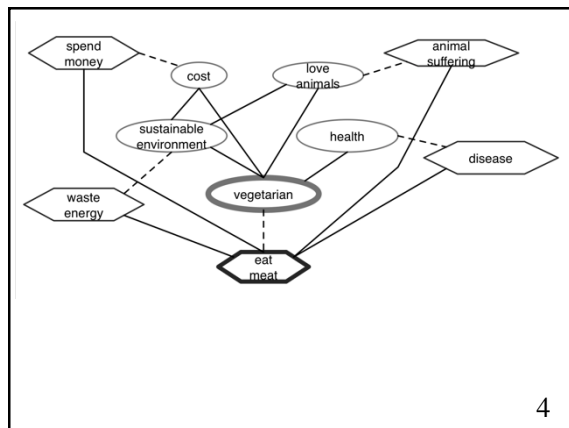 spend
money
cost
love
animals
animal
suffering
sustainable
environment
health
disease
waste
energy
vegetarian
eat
meat
4